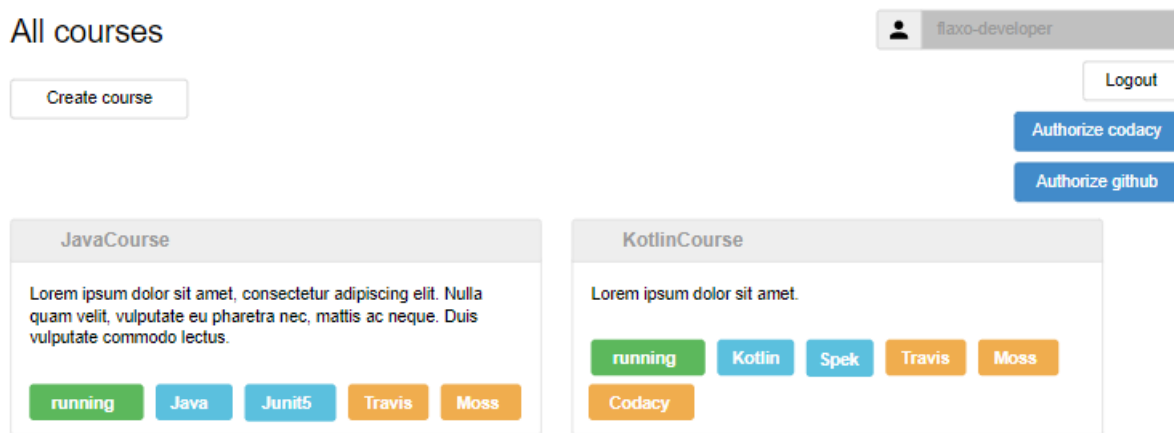 All courses
flaxo-developer
Create course
Logout
Authorize codacy
Authorize github
JavaCourse
Lorem ipsum dolor sit amet, consectetur adipiscing elit. Nulla
quam velit, vulputate eu pharetra nec, mattis ac neque. Duis
vulputate commodo lectus.
running Java Junit5 Travis Moss
KotlinCourse
Lorem ipsum dolor sit amet.
running Kotlin Spek Travis Moss
Codacy